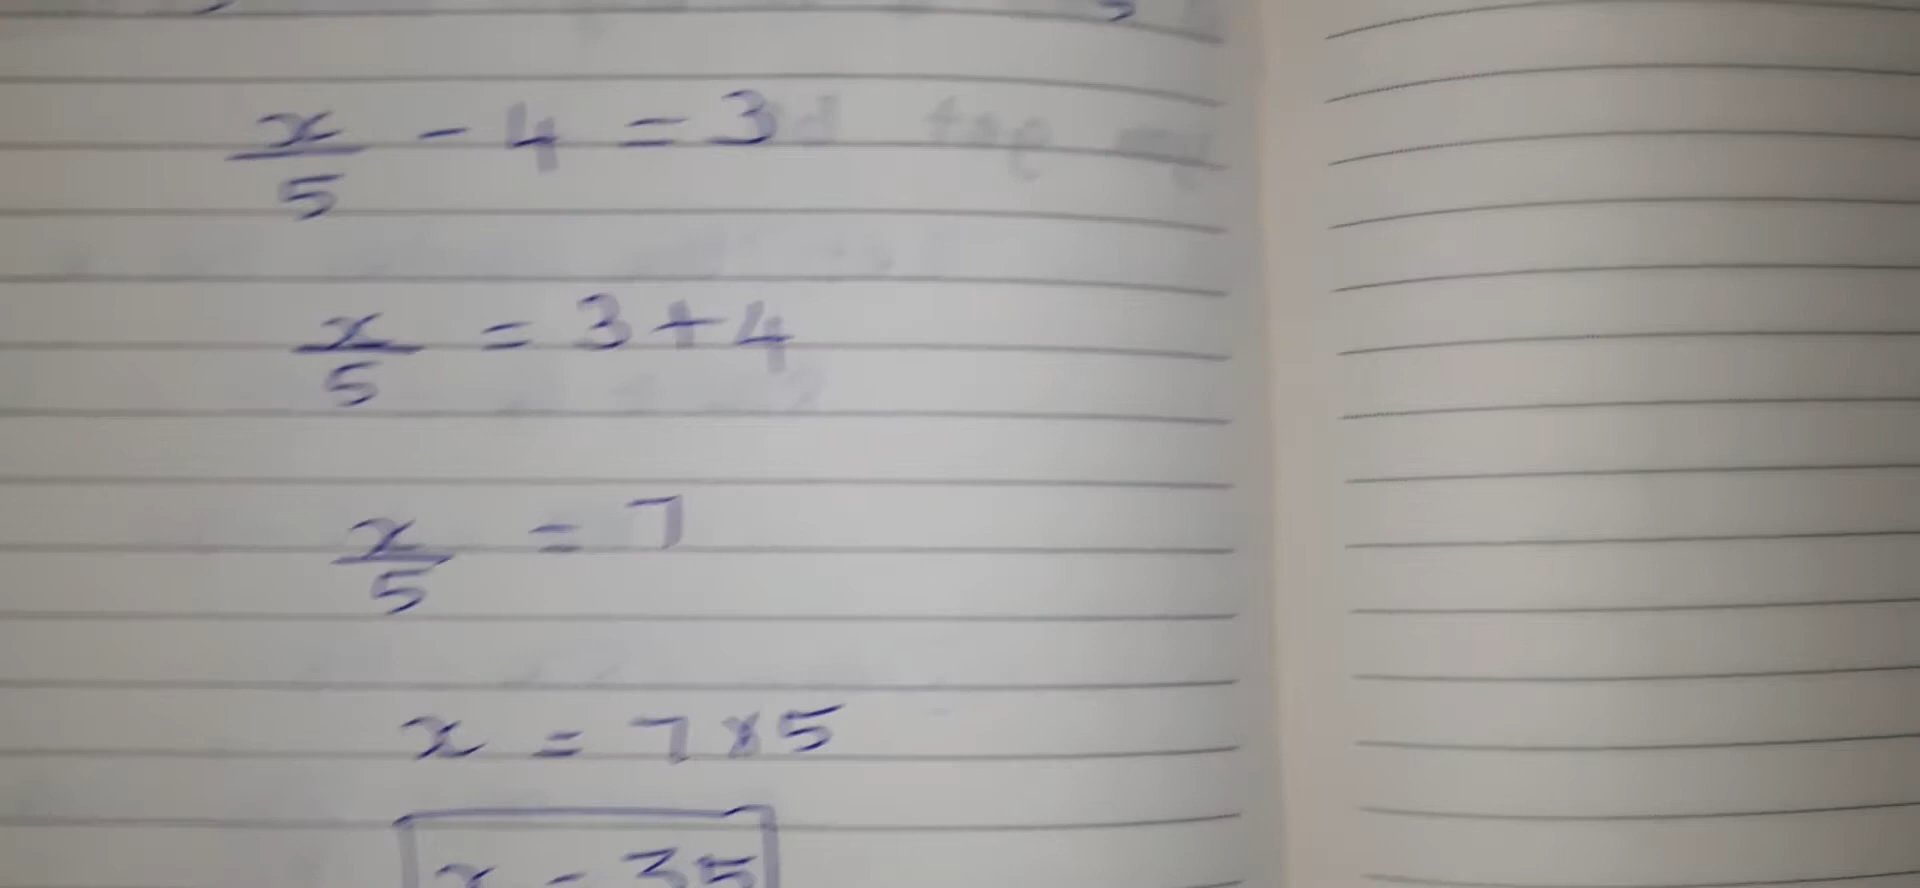 x/5 - 4 = 3
x/5 = 3 + 4
x/5 = 7
x = 7 × 5
x = 35